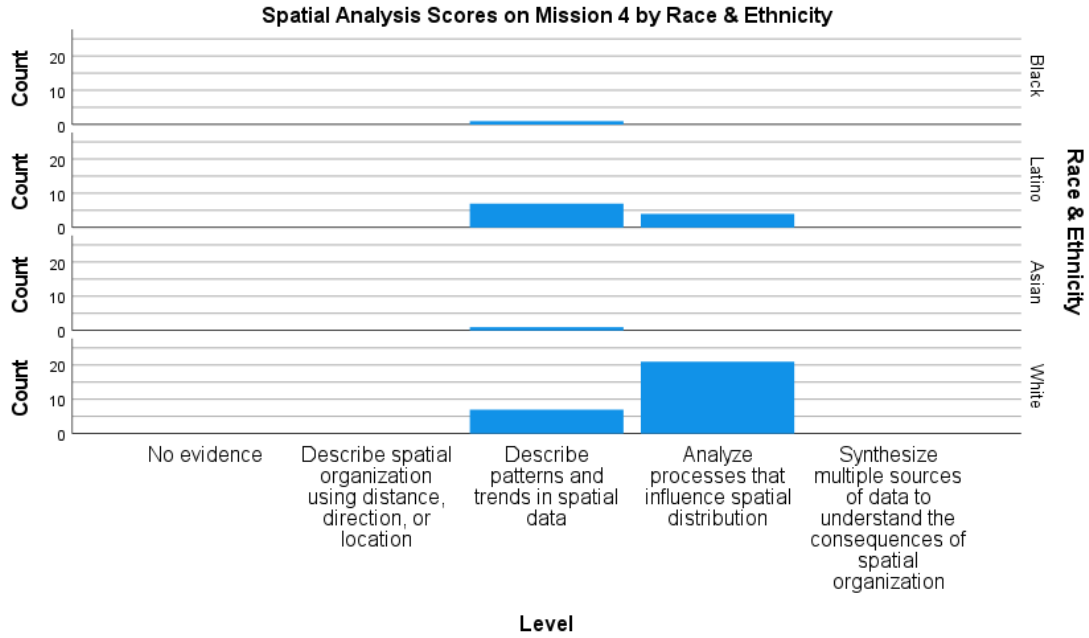 Spatial Analysis Scores on Mission 4 by Race & Ethnicity
Count
20
10
0
Black
Count
20
10
0
Latino
Count
20
10
0
Asian
Count
20
10
0
White
Race & Ethnicity
No evidence
Describe spatial
organization
using distance,
direction, or
location
Describe
patterns and
trends in spatial
data
Analyze
processes that
influence spatial
distribution
Synthesize
multiple sources
of data to
understand the
consequences of
spatial
organization
Level